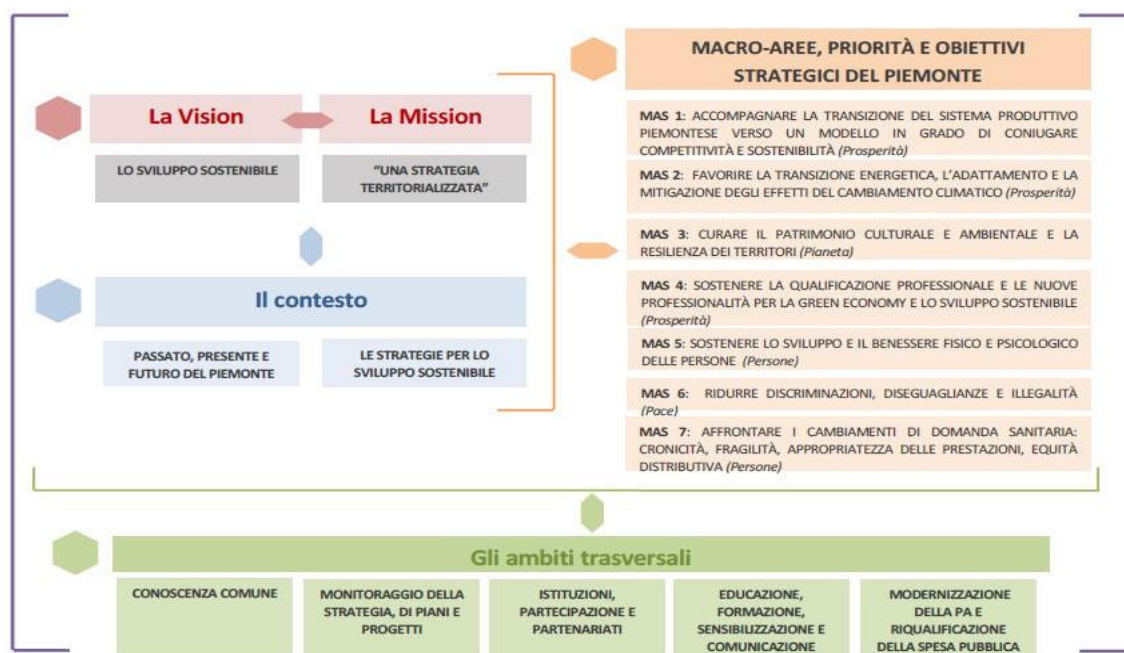 La Vision
La Mission
LO SVILUPPO SOSTENIBILE
"UNA STRATEGIA
TERRITORIALIZZATA"
Il contesto
PASSATO, PRESENTE E
FUTURO DEL PIEMONTE
LE STRATEGIE PER LO
SVILUPPO SOSTENIBILE
MACRO-AREE, PRIORITÀ E OBIETTIVI
STRATEGICI DEL PIEMONTE
MAS 1: ACCOMPAGNARE LA TRANSIZIONE DEL SISTEMA PRODUTTIVO
PIEMONTESE VERSO UN MODELLO IN GRADO DI CONIUGARE
COMPETITIVITÀ E SOSTENIBILITÀ (Prosperità)
MAS 2: FAVORIRE LA TRANSIZIONE ENERGETICA, L'ADATTAMENTO E LA
MITIGAZIONE DEGLI EFFETTI DEL CAMBIAMENTO CLIMATICO (Prosperità)
MAS 3: CURARE IL PATRIMONIO CULTURALE E AMBIENTALE E LA
RESILIENZA DEI TERRITORI (Pianeta)
MAS 4: SOSTENERE LA QUALIFICAZIONE PROFESSIONALE E LE NUOVE
PROFESSIONALITÀ PER LA GREEN ECONOMY E LO SVILUPPO SOSTENIBILE
(Prosperità)
MAS 5: SOSTENERE LO SVILUPPO E IL BENESSERE FISICO E PSICOLOGICO
DELLE PERSONE (Persone)
MAS 6: RIDURRE DISCRIMINAZIONI, DISEGUAGLIANZE E ILLEGALITÀ
(Pace)
MAS 7: AFFRONTARE I CAMBIAMENTI DI DOMANDA SANITARIA:
CRONICITÀ, FRAGILITÀ, APPROPRIATEZZA DELLE PRESTAZIONI, EQUITÀ
DISTRIBUTIVA (Persone)
Gli ambiti trasversali
CONOSCENZA COMUNE
MONITORAGGIO DELLA
STRATEGIA, DI PIANI E
PROGETTI
ISTITUZIONI,
PARTECIPAZIONE E
PARTENARIATI
EDUCAZIONE,
FORMAZIONE,
SENSIBILIZZAZIONE E
COMUNICAZIONE
MODERNIZZAZIONE
DELLA PA E
RIQUALIFICAZIONE
DELLA SPESA PUBBLICA